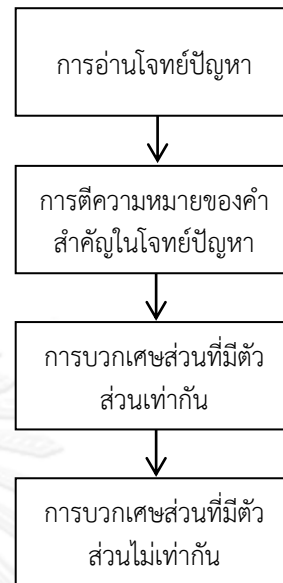 การอ่านโจทย์ปัญหา
การตีความหมายของคำ
สำคัญในโจทย์ปัญหา
การบวกเศษส่วนที่มีตัว
ส่วนเท่ากัน
การบวกเศษส่วนที่มีตัว
ส่วนไม่เท่ากัน